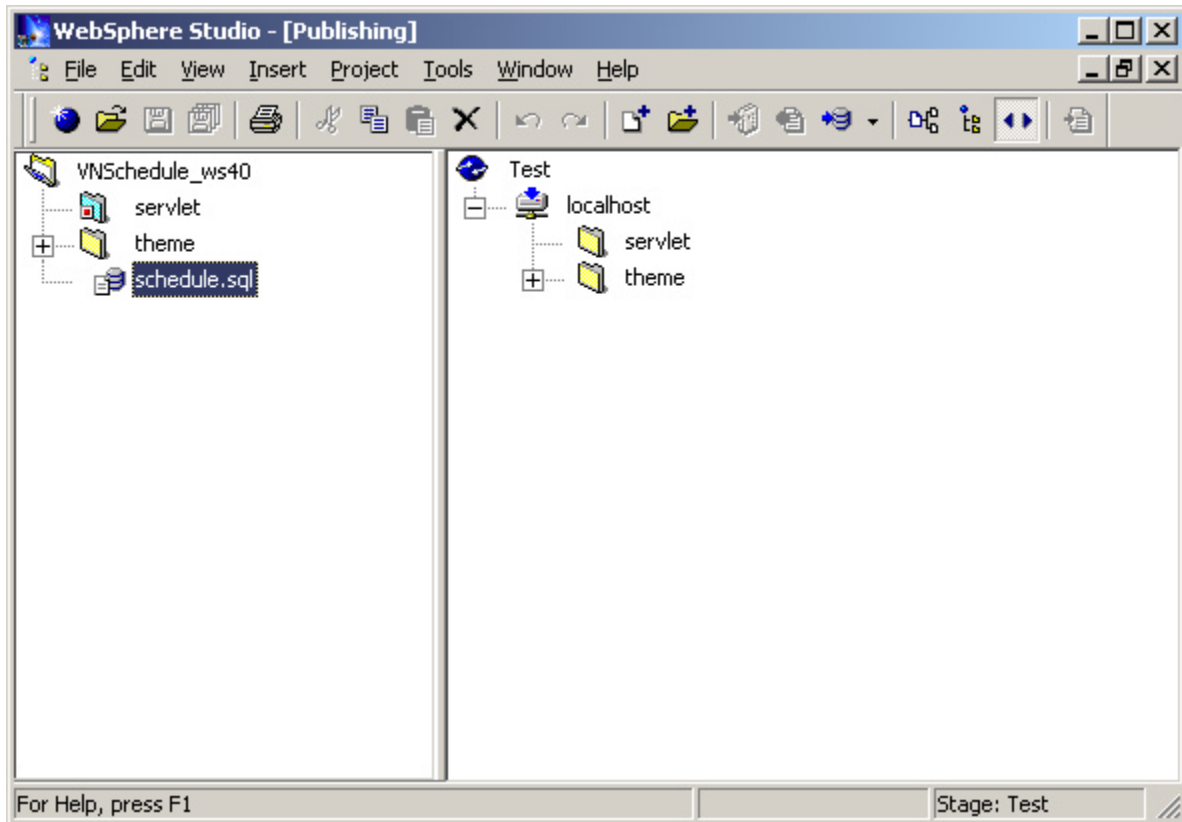 WebSphere Studio - [Publishing]
File Edit View Insert Project Tools Window Help
VNSchedule_ws40
servlet
theme
schedule.sql
Test
localhost
servlet
theme
For Help, press F1
Stage: Test